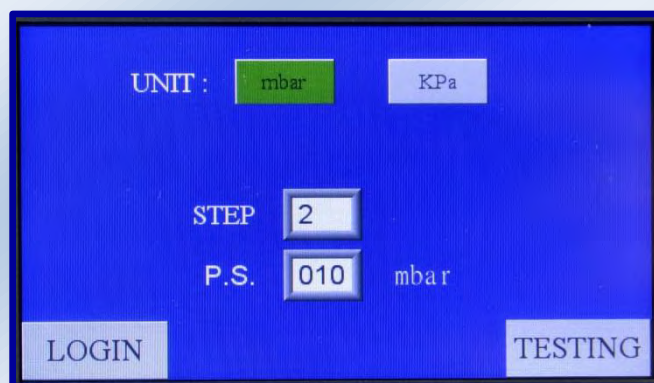 UNIT : mbar KPa
STEP 2
P.S. 010 mbar
LOGIN TESTING